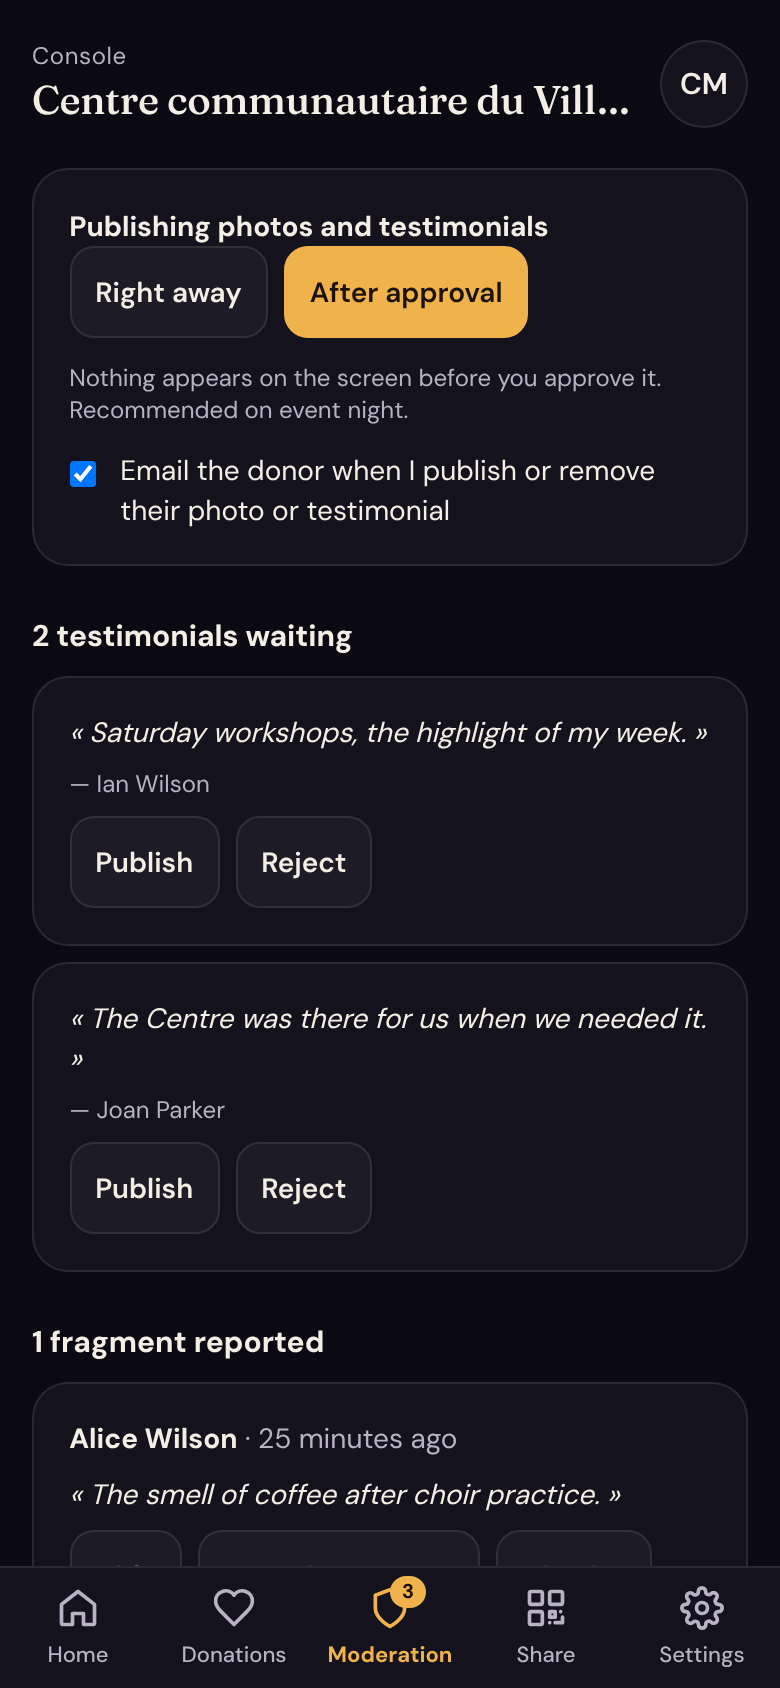 Console
Centre communautaire du Vill...
CM
Publishing photos and testimonials
Right away
After approval
Nothing appears on the screen before you approve it.
Recommended on event night.
Email the donor when I publish or remove
their photo or testimonial
2 testimonials waiting
« Saturday workshops, the highlight of my week. »
— Ian Wilson
Publish
Reject
« The Centre was there for us when we needed it.
»
— Joan Parker
Publish
Reject
1 fragment reported
Alice Wilson · 25 minutes ago
« The smell of coffee after choir practice. »
3
Home
Donations
Moderation
Share
Settings